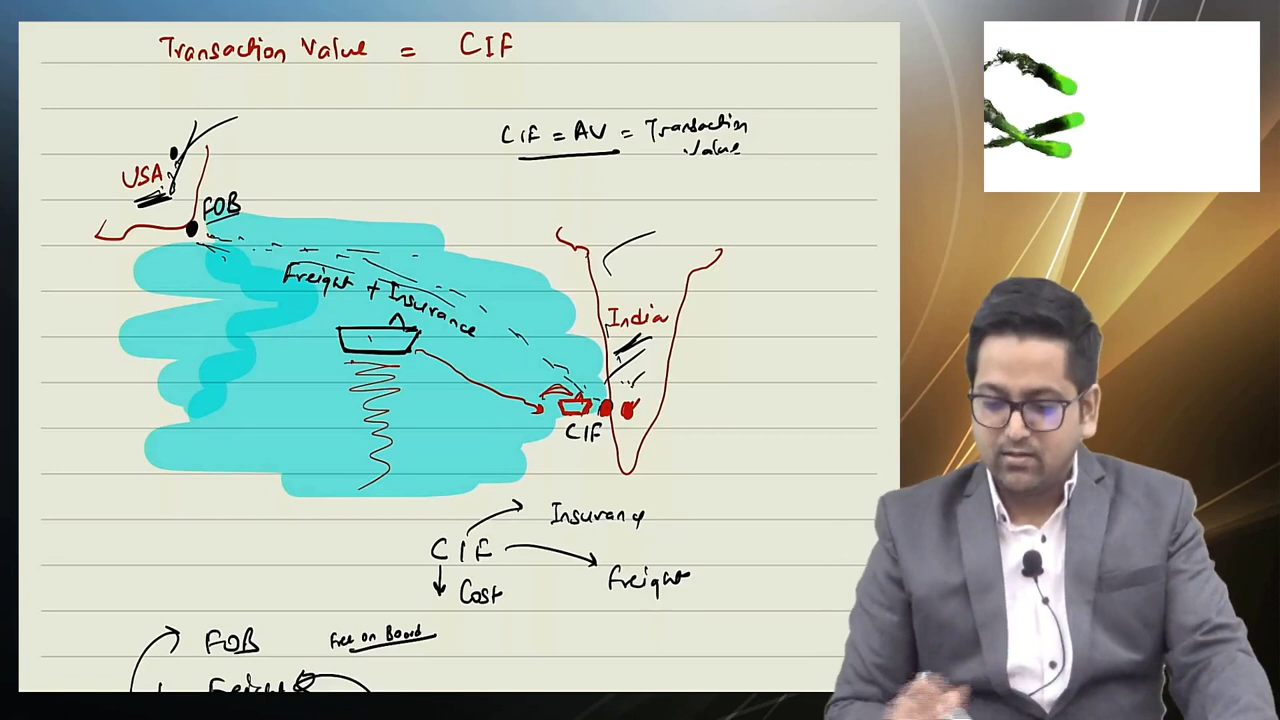 Transaction Value = CIF
CIF = AV = Transaction
Value
USA
FOB
Freight + Insurance
India
CIF
Insurance
CIF
Freight
Cost
FOB Free on Board
Freight